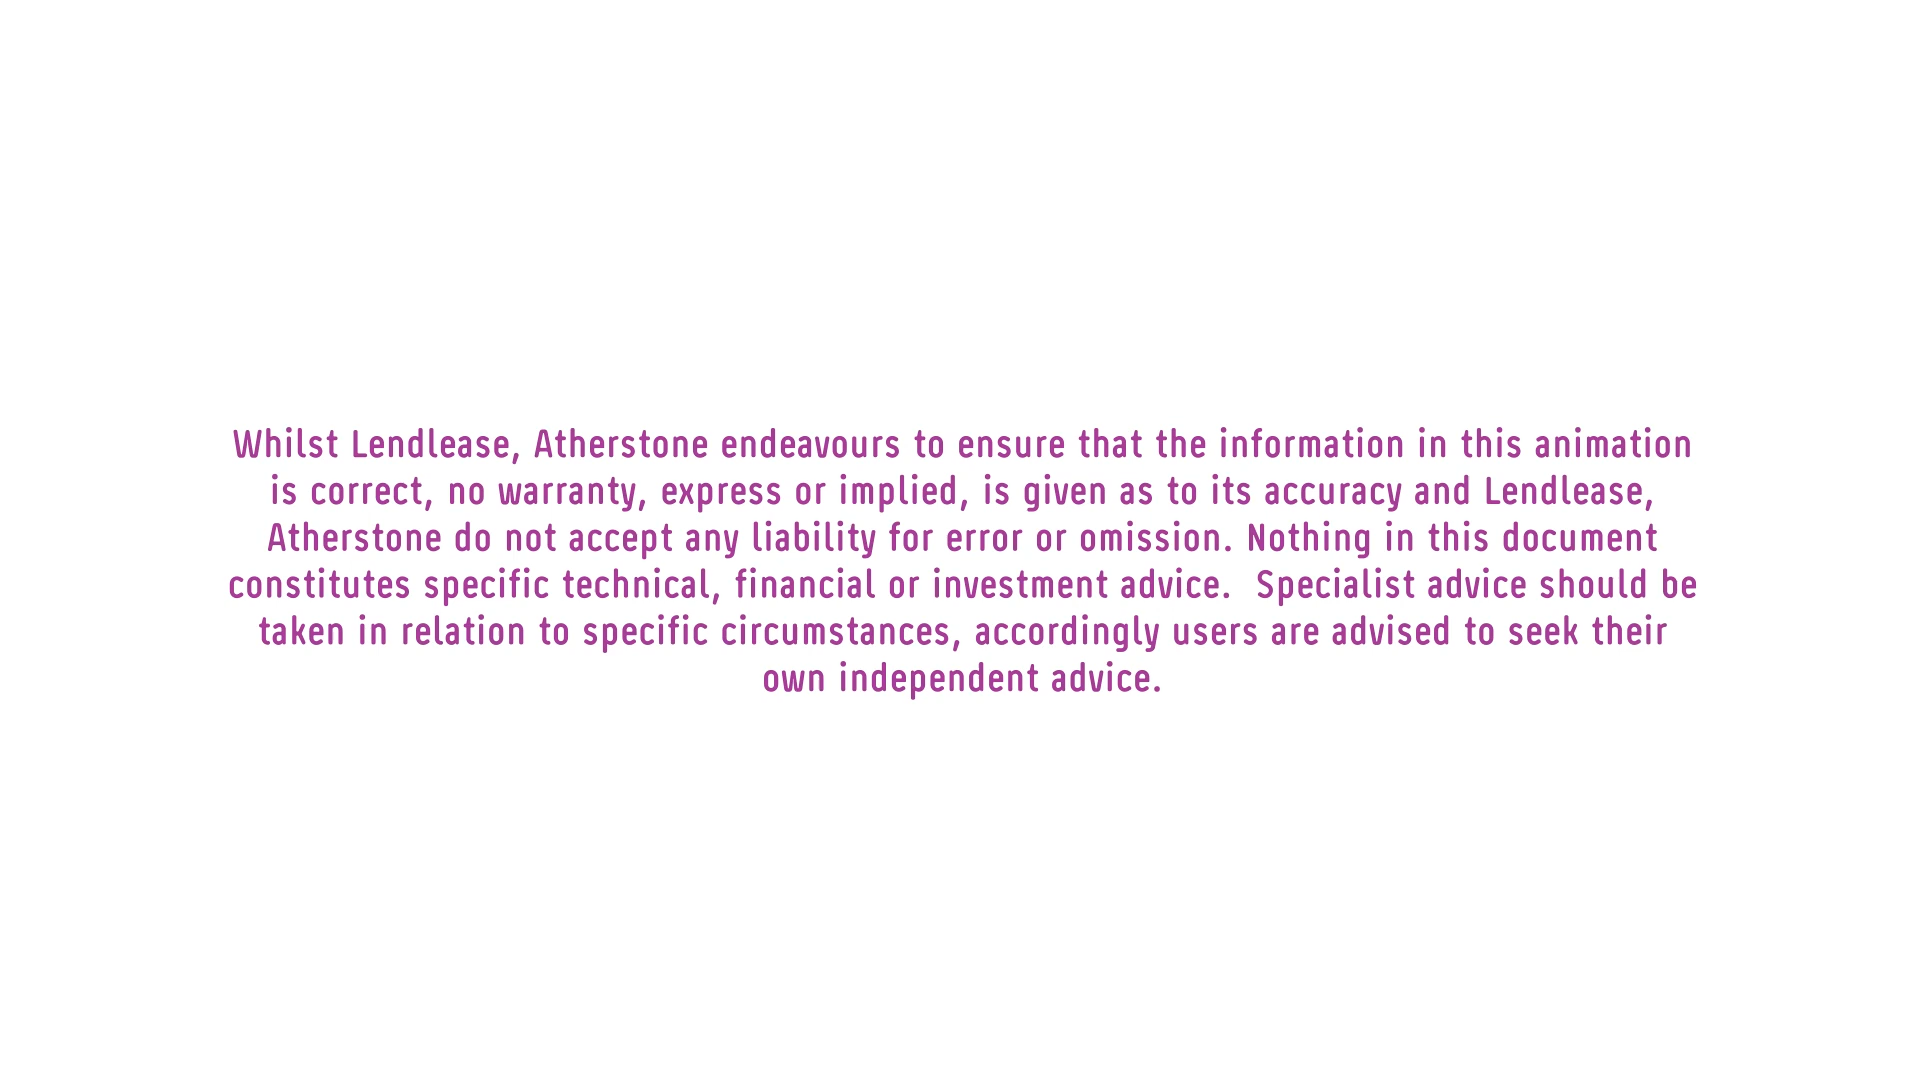 Whilst Lendlease, Atherstone endeavours to ensure that the information in this animation
is correct, no warranty, express or implied, is given as to its accuracy and Lendlease,
Atherstone do not accept any liability for error or omission. Nothing in this document
constitutes specific technical, financial or investment advice.  Specialist advice should be
taken in relation to specific circumstances, accordingly users are advised to seek their
own independent advice.